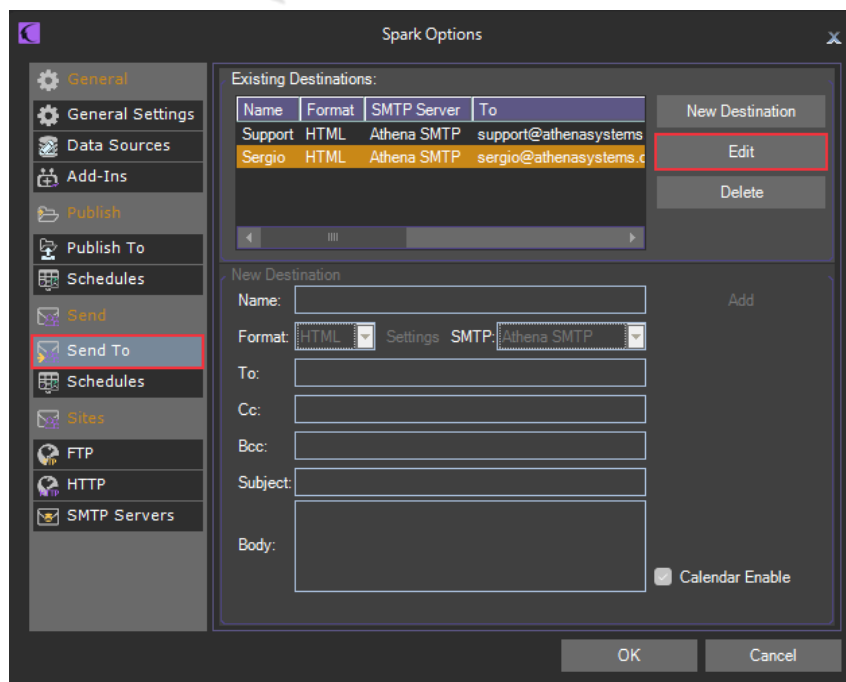 Spark Options
x
General
General Settings
Data Sources
Add-Ins
Publish
Publish To
Schedules
Send
Send To
Schedules
Sites
FTP
HTTP
SMTP Servers
Existing Destinations:
Name Format SMTP Server To
Support HTML Athena SMTP support@athenasystems
Sergio HTML Athena SMTP sergio@athenasystems.c
New Destination
Edit
Delete
New Destination
Name:
Add
Format: HTML Settings SMTP: Athena SMTP
To:
Cc:
Bcc:
Subject:
Body:
Calendar Enable
OK Cancel